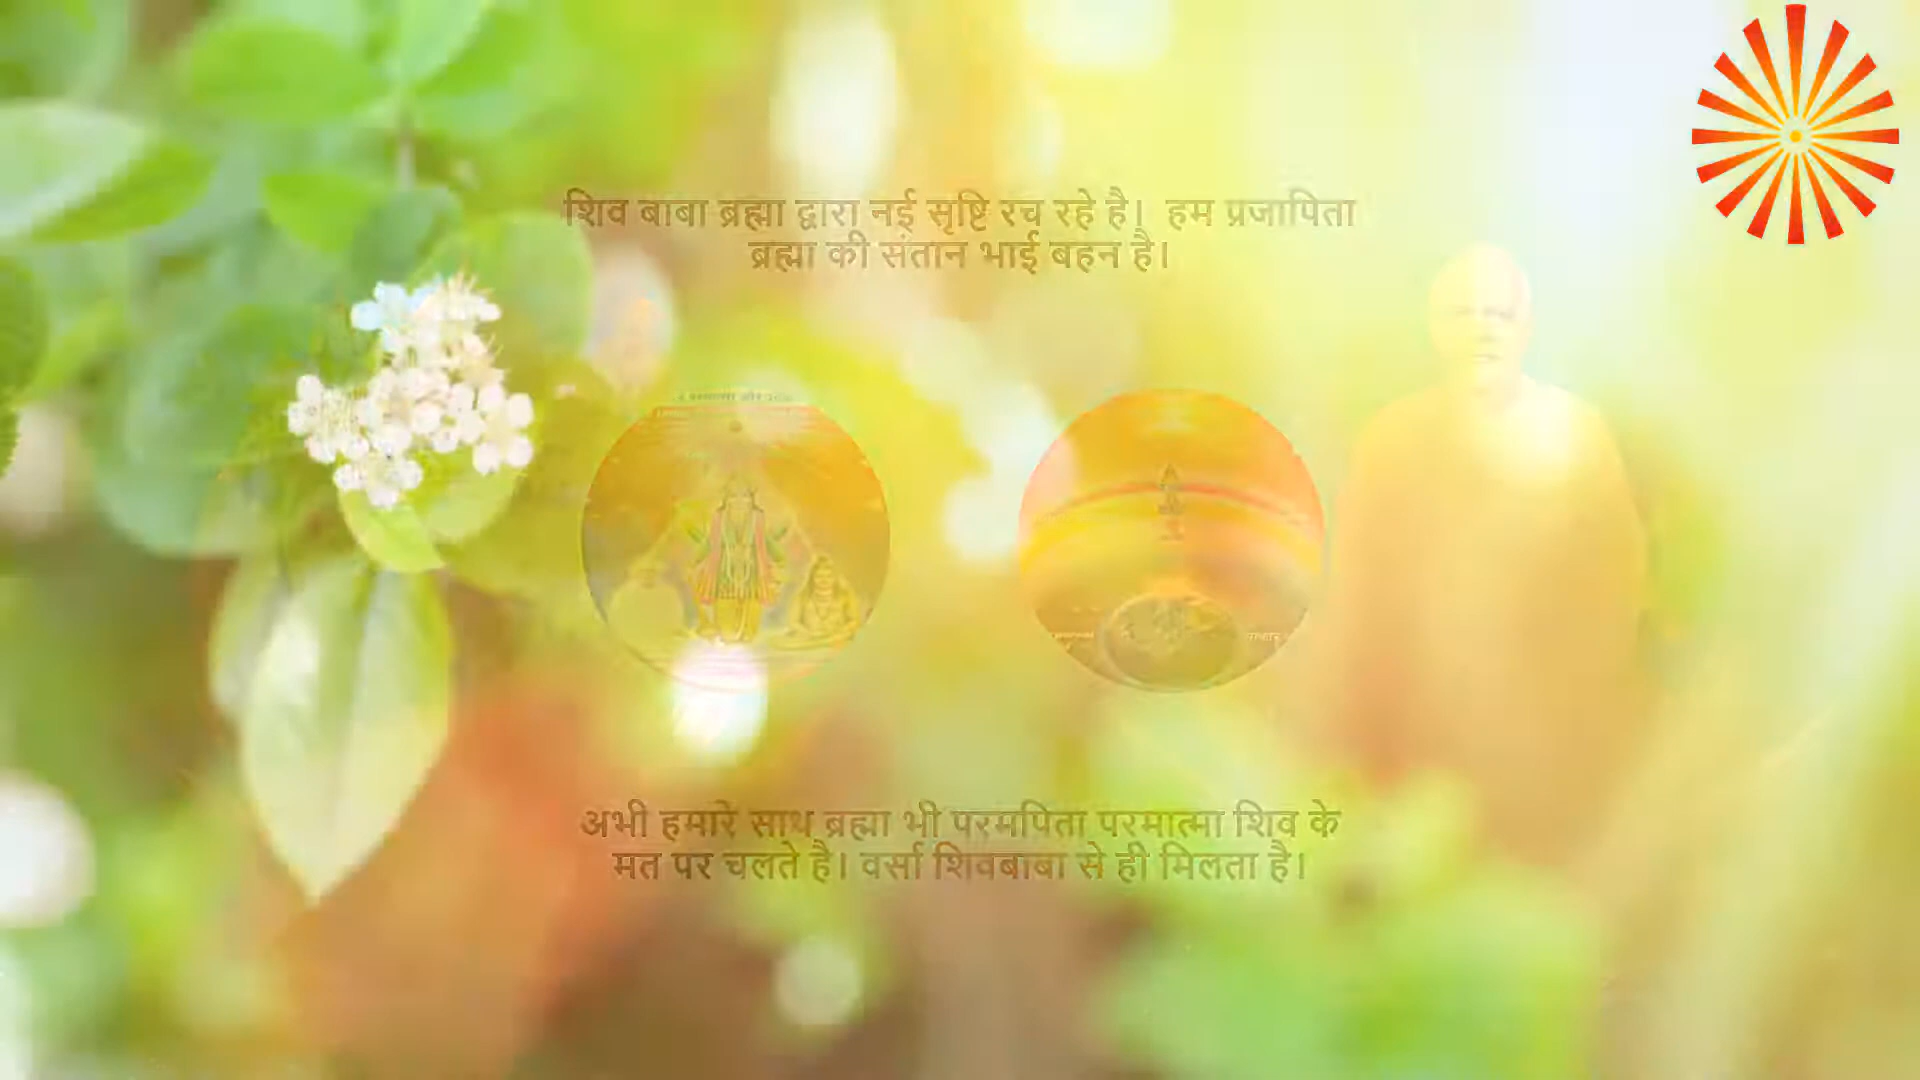 शिव बाबा ब्रह्मा द्वारा नई सृष्टि रच रहे है। हम प्रजापिता
ब्रह्मा की संतान भाई बहन है।
अभी हमारे साथ ब्रह्मा भी परमपिता परमात्मा शिव के
मत पर चलते है। वर्सा शिवबाबा से ही मिलता है।